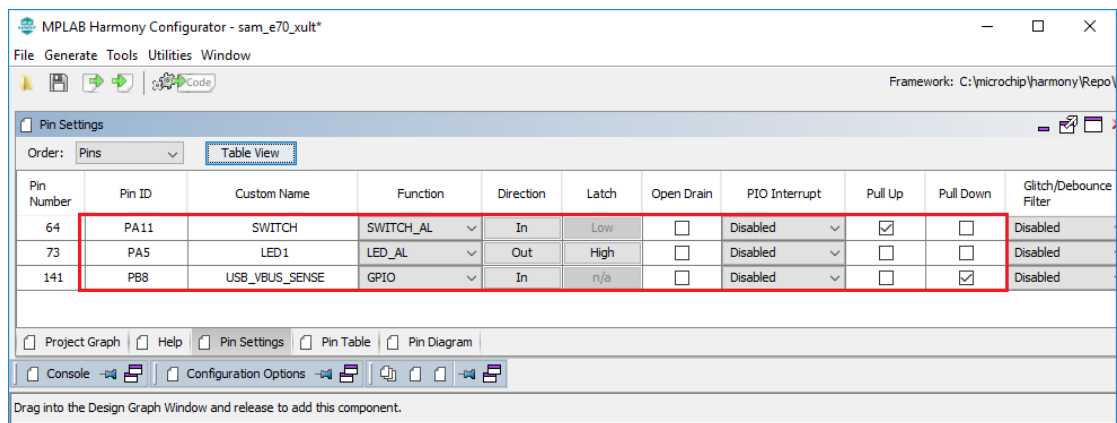 MPLAB Harmony Configurator - sam_e70_xult*
File Generate Tools Utilities Window
Code
Framework: C:\microchip\harmony\Repo\
Pin Settings
Order: Pins Table View
Pin Number Pin ID Custom Name Function Direction Latch Open Drain PIO Interrupt Pull Up Pull Down Glitch/Debounce Filter
64 PA11 SWITCH SWITCH_AL In Low Disabled Disabled
73 PA5 LED1 LED_AL Out High Disabled Disabled
141 PB8 USB_VBUS_SENSE GPIO In n/a Disabled Disabled
Project Graph Help Pin Settings Pin Table Pin Diagram
Console Configuration Options
Drag into the Design Graph Window and release to add this component.